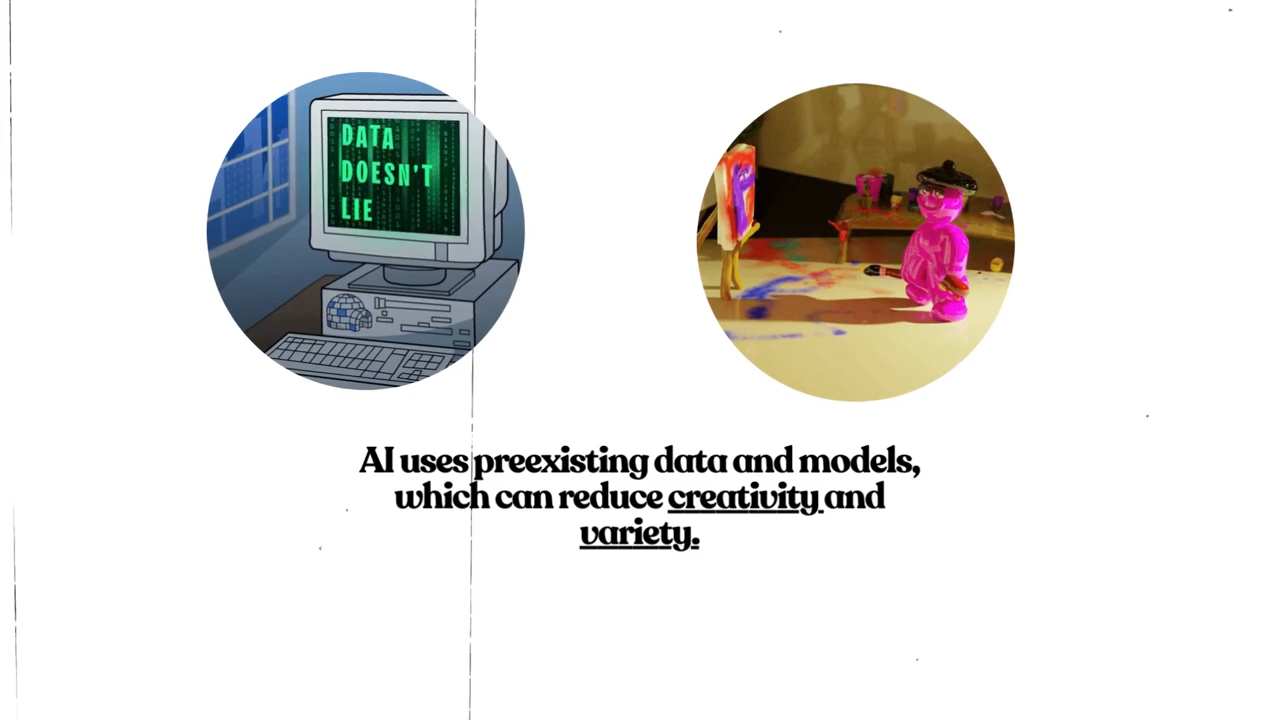 DATA
DOESN'T
LIE
AI uses preexisting data and models,
which can reduce creativity and
variety.